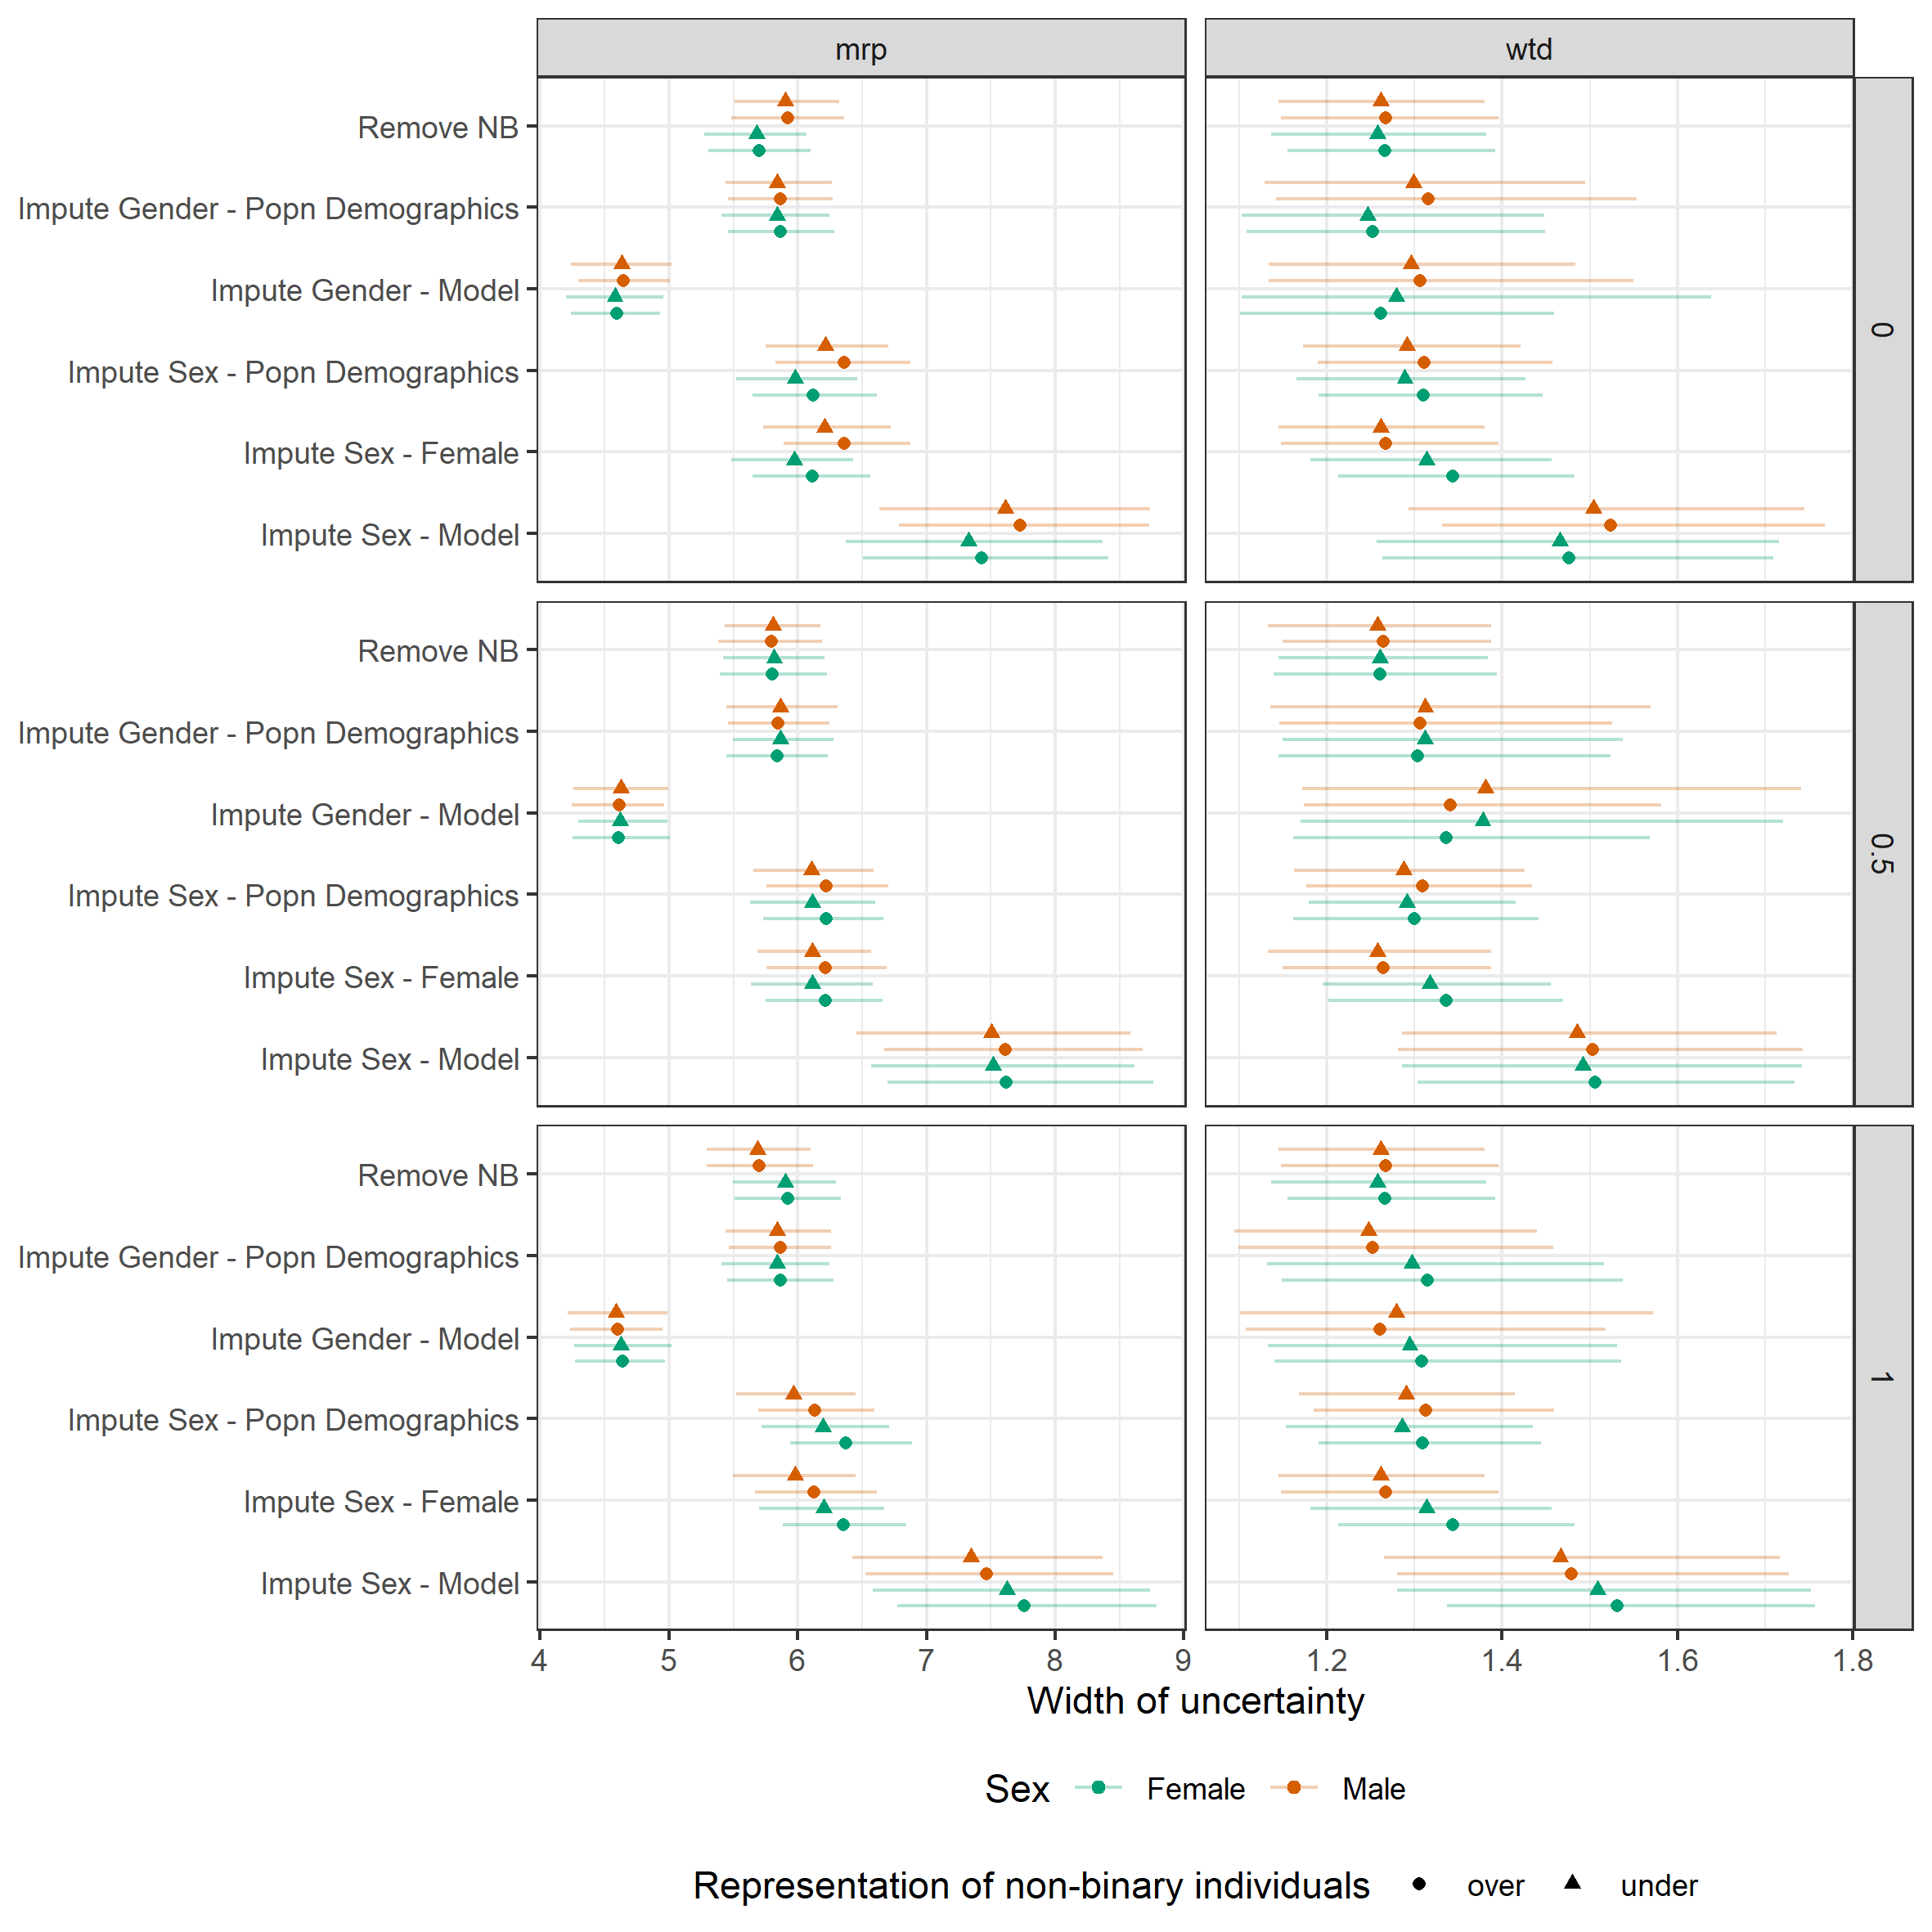 mrp
wtd
Remove NB
Impute Gender - Popn Demographics
Impute Gender - Model
Impute Sex - Popn Demographics
Impute Sex - Female
Impute Sex - Model
0
Remove NB
Impute Gender - Popn Demographics
Impute Gender - Model
Impute Sex - Popn Demographics
Impute Sex - Female
Impute Sex - Model
0.5
Remove NB
Impute Gender - Popn Demographics
Impute Gender - Model
Impute Sex - Popn Demographics
Impute Sex - Female
Impute Sex - Model
1
4 5 6 7 8 9
1.2 1.4 1.6 1.8
Width of uncertainty
Sex Female Male
Representation of non-binary individuals over under